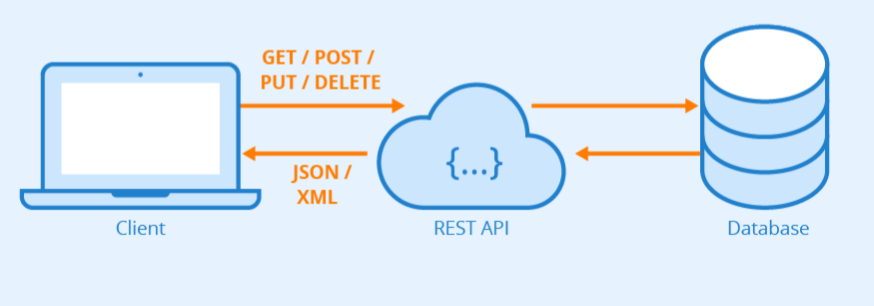 GET / POST /
PUT / DELETE
{...}
JSON /
XML
Client
REST API
Database